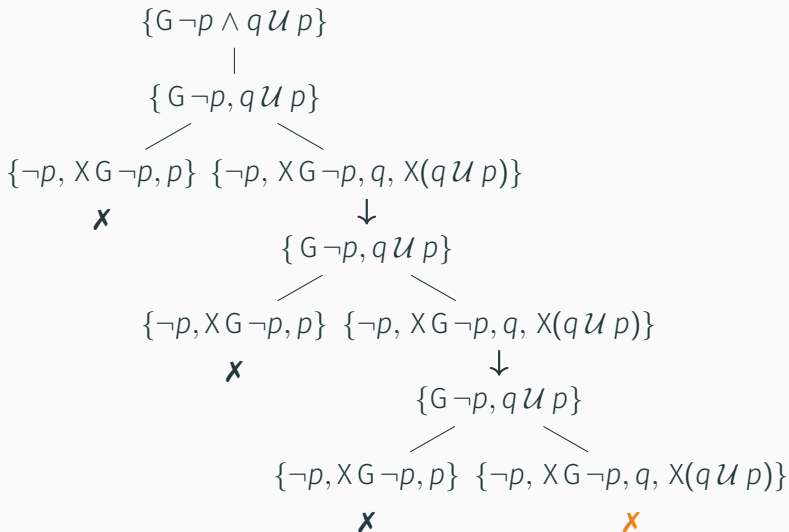 {G ¬p ∧ q 𝒰 p}
{ G ¬p, q 𝒰 p}
{¬p, X G ¬p, p} {¬p, X G ¬p, q, X(q 𝒰 p)}
✗ ↓
{ G ¬p, q 𝒰 p}
{¬p, X G ¬p, p} {¬p, X G ¬p, q, X(q 𝒰 p)}
✗ ↓
{G ¬p, q 𝒰 p}
{¬p, X G ¬p, p} {¬p, X G ¬p, q, X(q 𝒰 p)}
✗ ✗